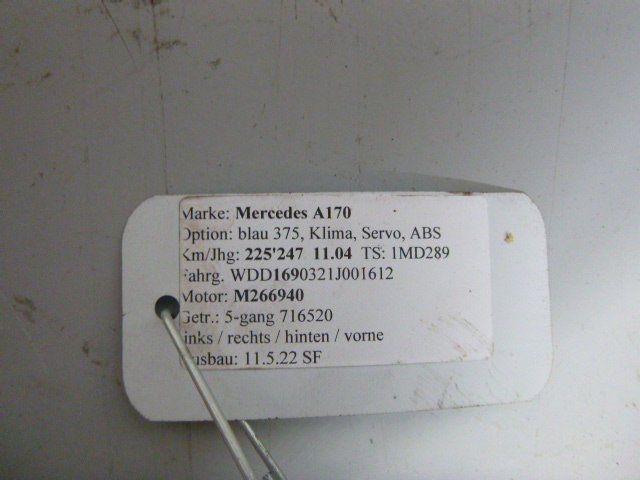 Marke: Mercedes A170
Option: blau 375, Klima, Servo, ABS
Km/Jhg: 225'247 11.04 TS: 1MD289
Fahrg. WDD1690321J001612
Motor: M266940
Getr.: 5-gang 716520
links / rechts / hinten / vorne
Ausbau: 11.5.22 SF